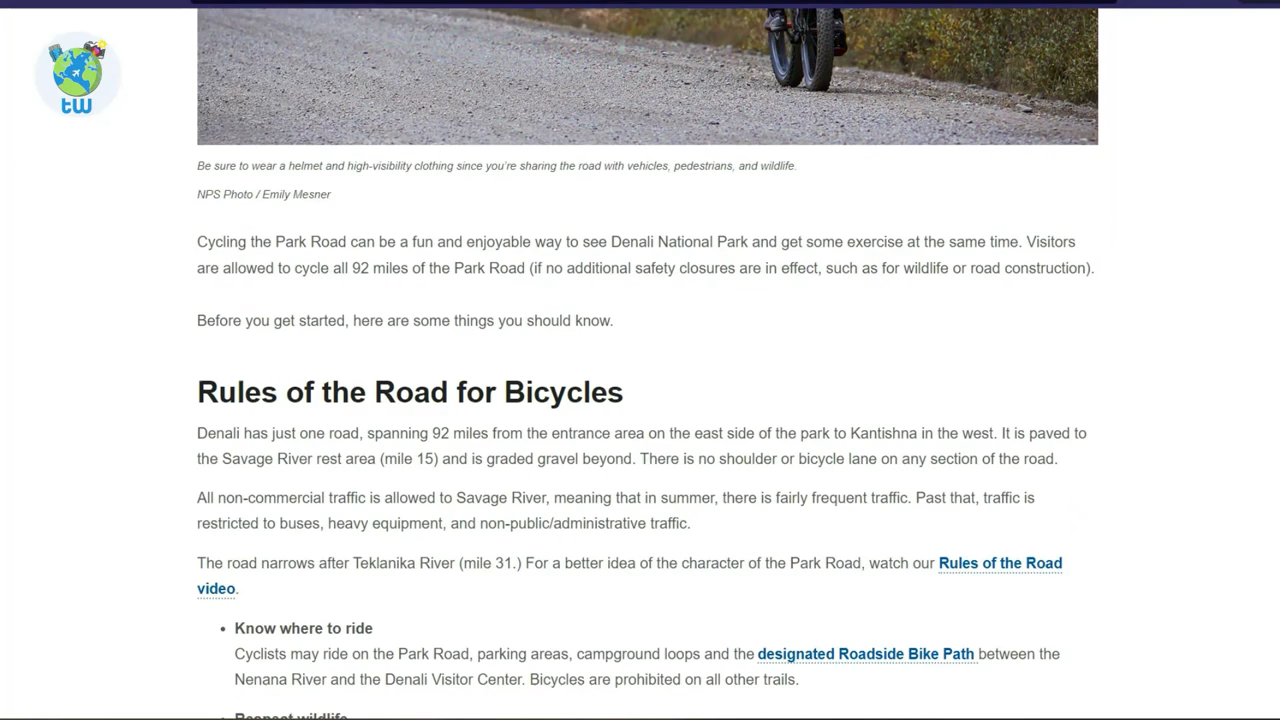 tw
Be sure to wear a helmet and high-visibility clothing since you're sharing the road with vehicles, pedestrians, and wildlife.
NPS Photo / Emily Mesner
Cycling the Park Road can be a fun and enjoyable way to see Denali National Park and get some exercise at the same time. Visitors
are allowed to cycle all 92 miles of the Park Road (if no additional safety closures are in effect, such as for wildlife or road construction).
Before you get started, here are some things you should know.
Rules of the Road for Bicycles
Denali has just one road, spanning 92 miles from the entrance area on the east side of the park to Kantishna in the west. It is paved to
the Savage River rest area (mile 15) and is graded gravel beyond. There is no shoulder or bicycle lane on any section of the road.
All non-commercial traffic is allowed to Savage River, meaning that in summer, there is fairly frequent traffic. Past that, traffic is
restricted to buses, heavy equipment, and non-public/administrative traffic.
The road narrows after Teklanika River (mile 31.) For a better idea of the character of the Park Road, watch our Rules of the Road
video.
• Know where to ride
Cyclists may ride on the Park Road, parking areas, campground loops and the designated Roadside Bike Path between the
Nenana River and the Denali Visitor Center. Bicycles are prohibited on all other trails.
• Respect wildlife